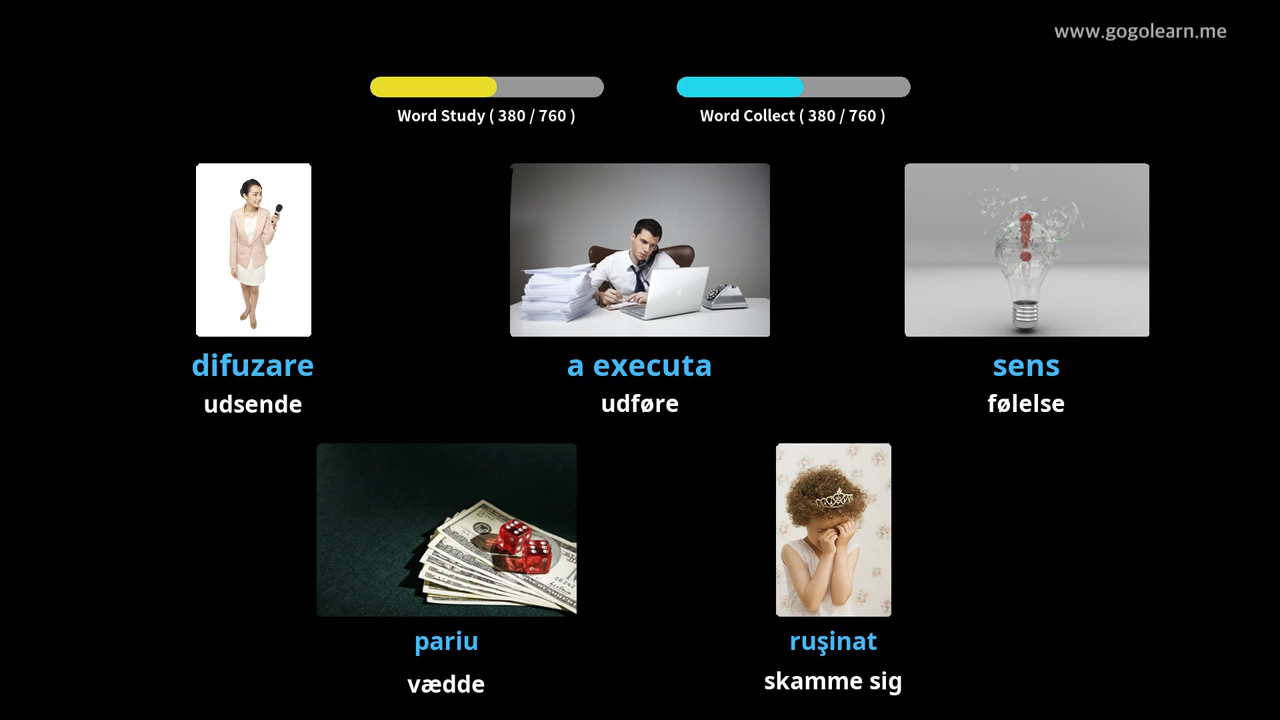 www.gogolearn.me
Word Study ( 380 / 760 )
Word Collect ( 380 / 760 )
difuzare
udsende
a executa
udføre
sens
følelse
pariu
vædde
ruşinat
skamme sig